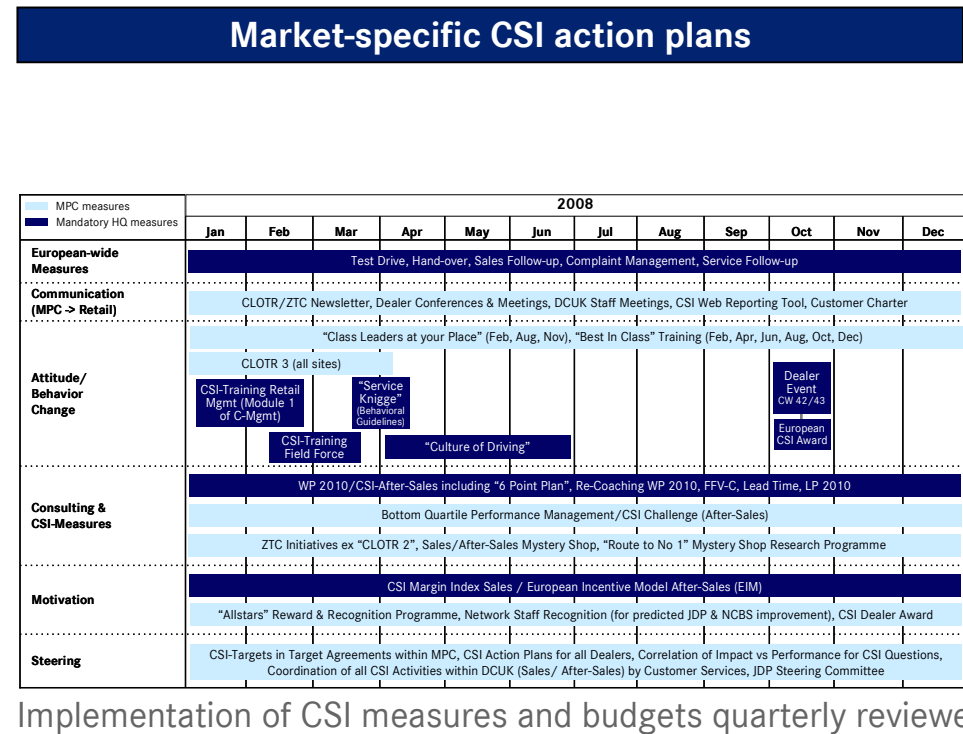 Market-specific CSI action plans
MPC measures
Mandatory HQ measures
2008
Jan Feb Mar Apr May Jun Jul Aug Sep Oct Nov Dec
European-wide
Measures
Test Drive, Hand-over, Sales Follow-up, Complaint Management, Service Follow-up
Communication
(MPC -> Retail)
CLOTR/ZTC Newsletter, Dealer Conferences & Meetings, DCUK Staff Meetings, CSI Web Reporting Tool, Customer Charter
Attitude/
Behavior
Change
“Class Leaders at your Place” (Feb, Aug, Nov), “Best In Class” Training (Feb, Apr, Jun, Aug, Oct, Dec)
CLOTR 3 (all sites)
CSI-Training Retail
Mgmt (Module 1
of C-Mgmt)
“Service
Knigge”
(Behavioral
Guidelines)
Dealer
Event
CW 42/43
European
CSI Award
CSI-Training
Field Force
“Culture of Driving”
Consulting &
CSI-Measures
WP 2010/CSI-After-Sales including “6 Point Plan”, Re-Coaching WP 2010, FFV-C, Lead Time, LP 2010
Bottom Quartile Performance Management/CSI Challenge (After-Sales)
ZTC Initiatives ex “CLOTR 2”, Sales/After-Sales Mystery Shop, “Route to No 1” Mystery Shop Research Programme
Motivation
CSI Margin Index Sales / European Incentive Model After-Sales (EIM)
“Allstars” Reward & Recognition Programme, Network Staff Recognition (for predicted JDP & NCBS improvement), CSI Dealer Award
Steering
CSI-Targets in Target Agreements within MPC, CSI Action Plans for all Dealers, Correlation of Impact vs Performance for CSI Questions,
Coordination of all CSI Activities within DCUK (Sales/ After-Sales) by Customer Services, JDP Steering Committee
Implementation of CSI measures and budgets quarterly reviewe